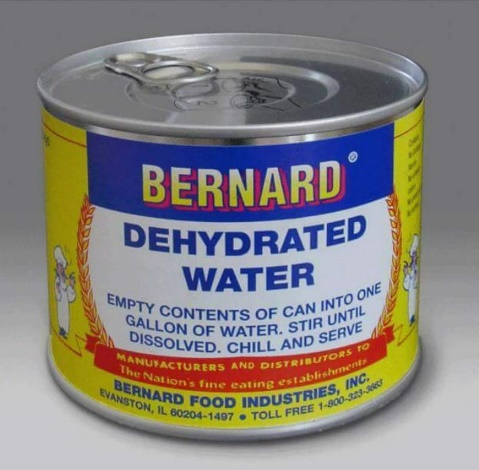 BERNARD®
DEHYDRATED
WATER
EMPTY CONTENTS OF CAN INTO ONE
GALLON OF WATER. STIR UNTIL
DISSOLVED. CHILL AND SERVE
MANUFACTURERS AND DISTRIBUTORS TO
The Nation's fine eating establishments
BERNARD FOOD INDUSTRIES, INC.
EVANSTON, IL 60204-1497 • TOLL FREE 1-800-323-3663